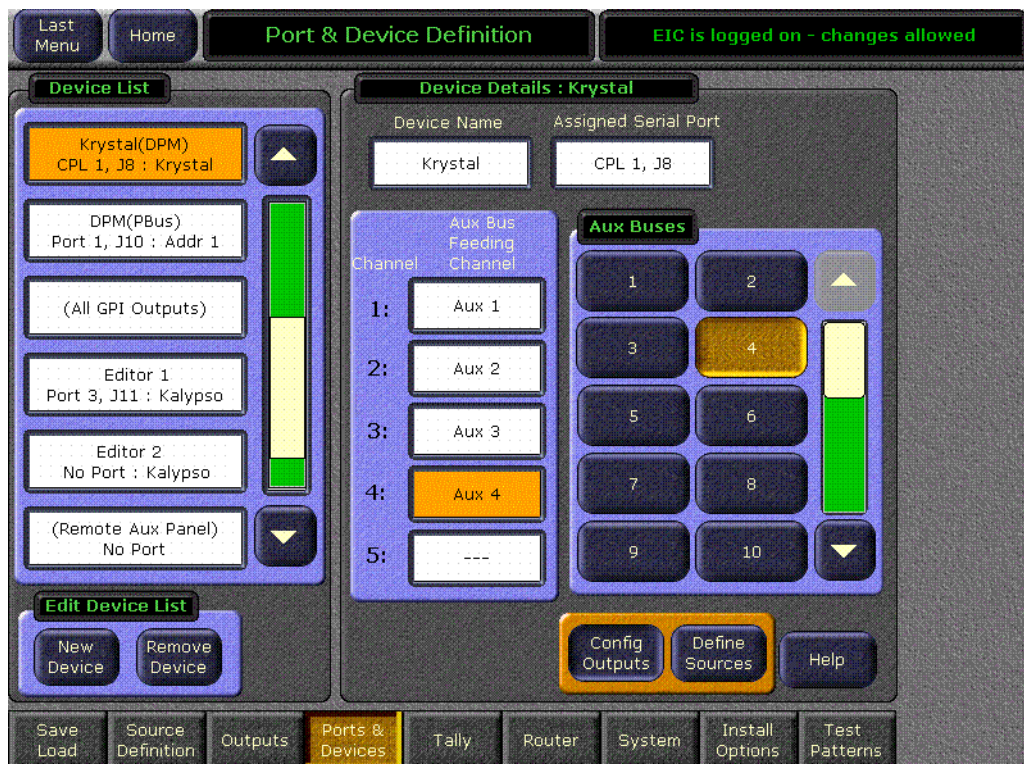 Last
Menu
Home
Port & Device Definition
EIC is logged on - changes allowed
Device List
Krystal(DPM)
CPL 1, J8 : Krystal
DPM(PBus)
Port 1, J10 : Addr 1
(All GPI Outputs)
Editor 1
Port 3, J11 : Kalypso
Editor 2
No Port : Kalypso
(Remote Aux Panel)
No Port
Edit Device List
New
Device
Remove
Device
Device Details : Krystal
Device Name
Assigned Serial Port
Krystal
CPL 1, J8
Channel
Aux Bus
Feeding
Channel
1: Aux 1
2: Aux 2
3: Aux 3
4: Aux 4
5: ---
Aux Buses
1 2
3 4
5 6
7 8
9 10
Config
Outputs
Define
Sources
Help
Save
Load
Source
Definition
Outputs
Ports &
Devices
Tally
Router
System
Install
Options
Test
Patterns